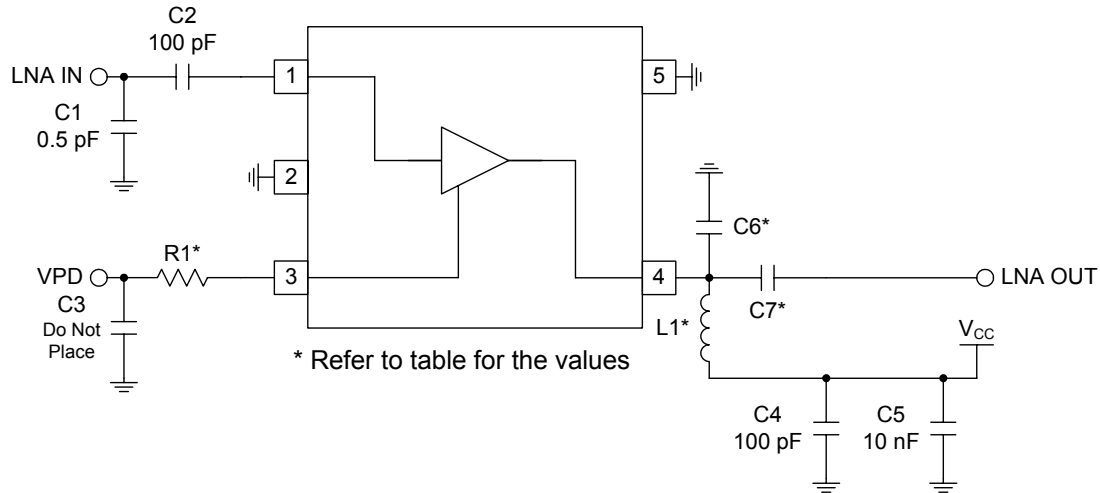 C2
100 pF
LNA IN
1
5
C1
0.5 pF
2
C6*
R1*
VPD
3
4
LNA OUT
C3
Do Not
Place
C7*
L1*
VCC
* Refer to table for the values
C4
100 pF
C5
10 nF